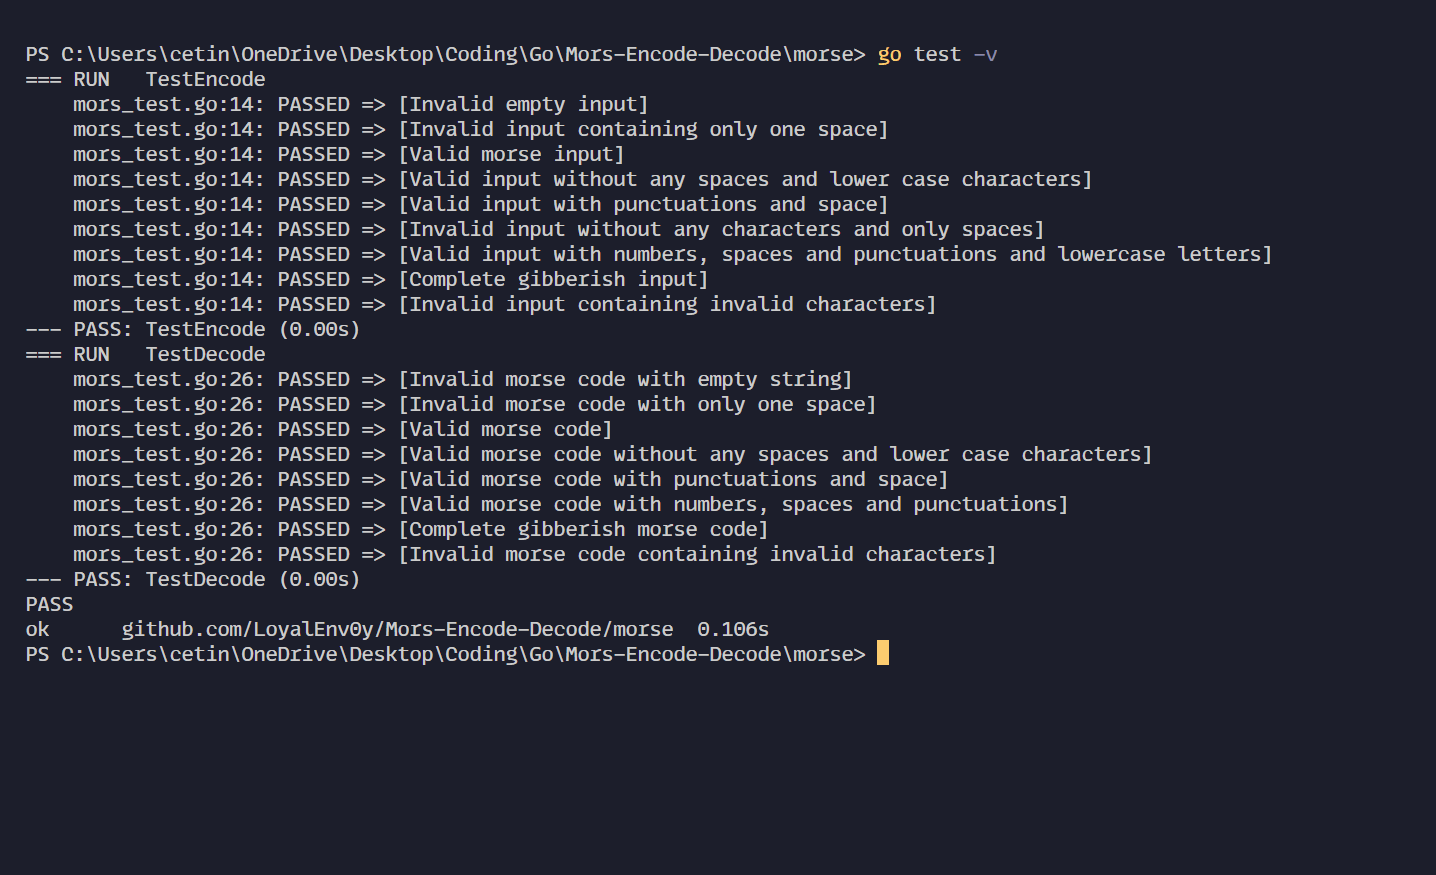 PS C:\Users\cetin\OneDrive\Desktop\Coding\Go\Mors-Encode-Decode\morse> go test -v
=== RUN   TestEncode
    mors_test.go:14: PASSED => [Invalid empty input]
    mors_test.go:14: PASSED => [Invalid input containing only one space]
    mors_test.go:14: PASSED => [Valid morse input]
    mors_test.go:14: PASSED => [Valid input without any spaces and lower case characters]
    mors_test.go:14: PASSED => [Valid input with punctuations and space]
    mors_test.go:14: PASSED => [Invalid input without any characters and only spaces]
    mors_test.go:14: PASSED => [Valid input with numbers, spaces and punctuations and lowercase letters]
    mors_test.go:14: PASSED => [Complete gibberish input]
    mors_test.go:14: PASSED => [Invalid input containing invalid characters]
--- PASS: TestEncode (0.00s)
=== RUN   TestDecode
    mors_test.go:26: PASSED => [Invalid morse code with empty string]
    mors_test.go:26: PASSED => [Invalid morse code with only one space]
    mors_test.go:26: PASSED => [Valid morse code]
    mors_test.go:26: PASSED => [Valid morse code without any spaces and lower case characters]
    mors_test.go:26: PASSED => [Valid morse code with punctuations and space]
    mors_test.go:26: PASSED => [Valid morse code with numbers, spaces and punctuations]
    mors_test.go:26: PASSED => [Complete gibberish morse code]
    mors_test.go:26: PASSED => [Invalid morse code containing invalid characters]
--- PASS: TestDecode (0.00s)
PASS
ok      github.com/LoyalEnv0y/Mors-Encode-Decode/morse  0.106s
PS C:\Users\cetin\OneDrive\Desktop\Coding\Go\Mors-Encode-Decode\morse>